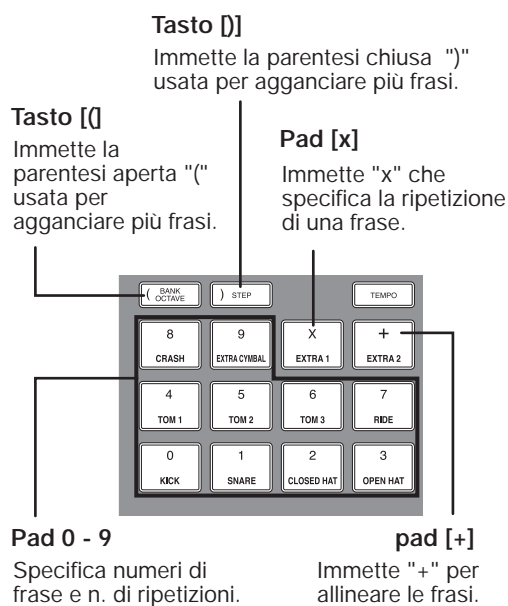 Tasto [)]
Immette la parentesi chiusa  ")"
usata per agganciare più frasi.
Tasto [(]
Immette la
parentesi aperta "("
usata per
agganciare più frasi.
Pad [x]
Immette "x" che
specifica la ripetizione
di una frase.
( BANK
OCTAVE
) STEP
TEMPO
8
CRASH
9
EXTRA CYMBAL
X
EXTRA 1
+
EXTRA 2
4
TOM 1
5
TOM 2
6
TOM 3
7
RIDE
0
KICK
1
SNARE
2
CLOSED HAT
3
OPEN HAT
Pad 0 - 9
Specifica numeri di
frase e n. di ripetizioni.
pad [+]
Immette "+" per
allineare le frasi.